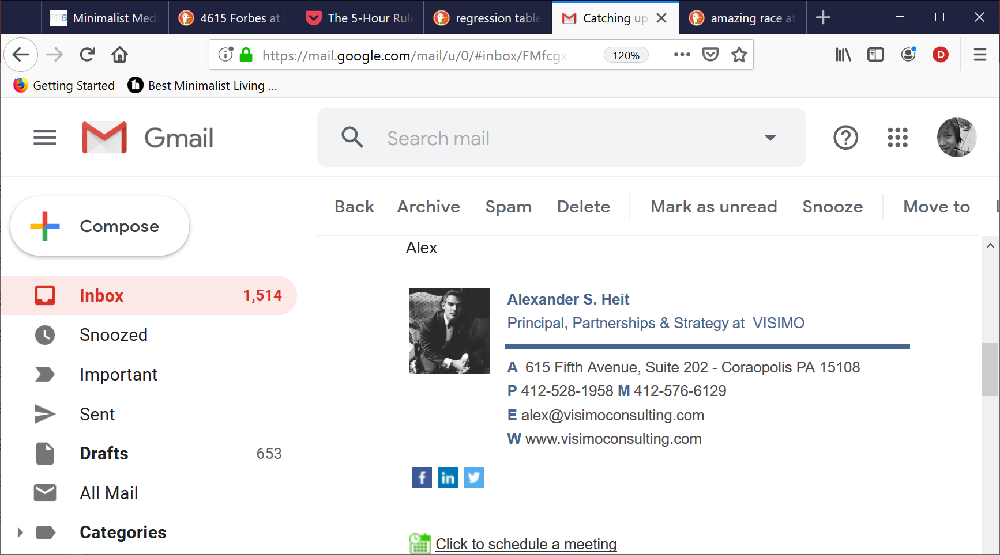 Minimalist Med
4615 Forbes at
The 5-Hour Rule
regression table
Catching up
amazing race at
https://mail.google.com/mail/u/0/#inbox/FMfcgx
120%
D
Getting Started
h
Best Minimalist Living ...
Gmail
Search mail
Compose
Back
Archive
Spam
Delete
Mark as unread
Snooze
Move to
Inbox 1,514
Snoozed
Important
Sent
Drafts 653
All Mail
Categories
Alex
Alexander S. Heit
Principal, Partnerships & Strategy at VISIMO
A 615 Fifth Avenue, Suite 202 - Coraopolis PA 15108
P 412-528-1958 M 412-576-6129
E alex@visimoconsulting.com
W www.visimoconsulting.com
f in
Click to schedule a meeting